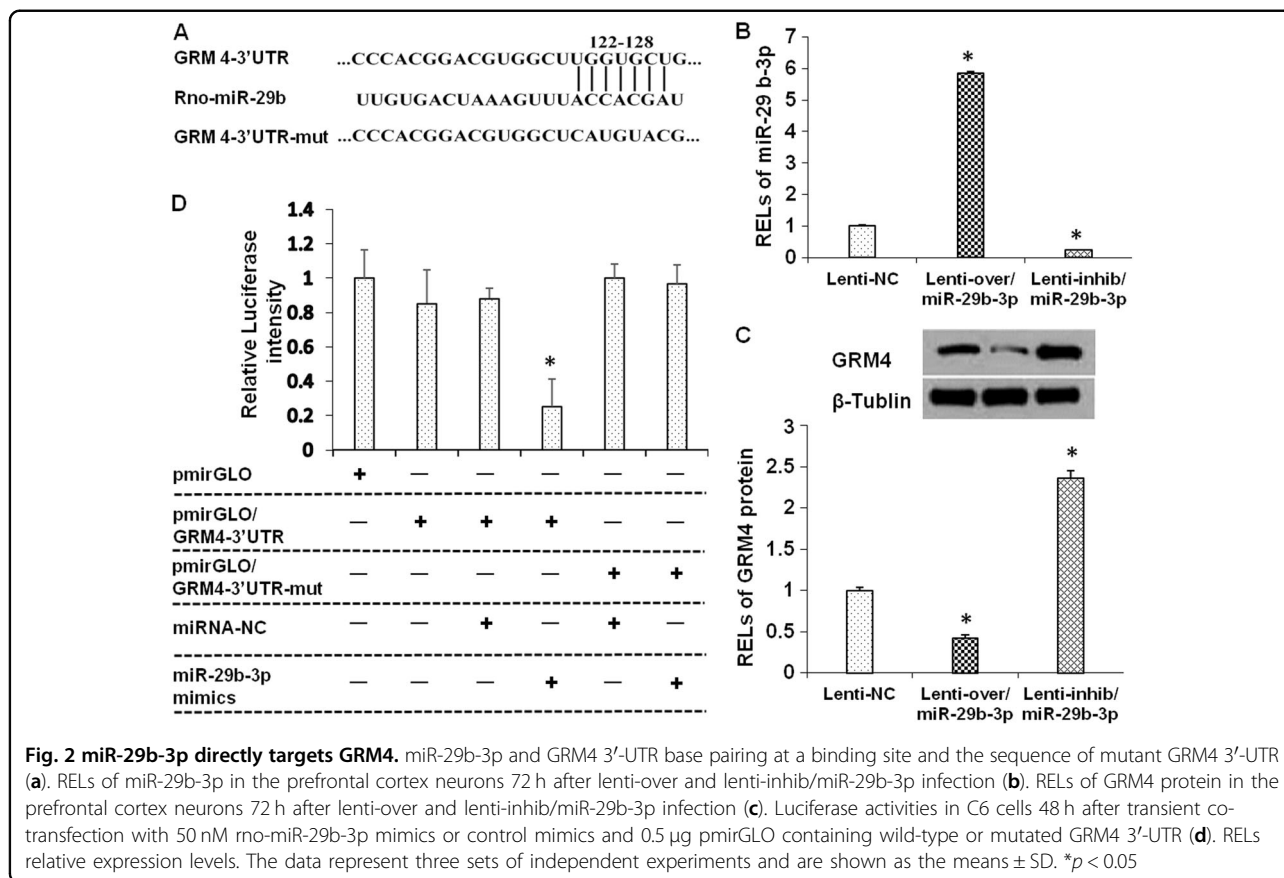 A
122-128
GRM 4-3'UTR ...CCCACGGACGUGGCUUGGUGCUG...
Rno-miR-29b UUGUGACUAAAGUUUACCACGAU
GRM 4-3'UTR-mut ...CCCACGGACGUGGCUCAUGUACG...
B
RELs of miR-29 b-3p
7
6
5
4
3
2
1
0
*
*
Lenti-NC Lenti-over/ Lenti-inhib/
miR-29b-3p miR-29b-3p
C
GRM4
β-Tublin
RELs of GRM4 protein
3
2.5
2
1.5
1
0.5
0
*
*
Lenti-NC Lenti-over/ Lenti-inhib/
miR-29b-3p miR-29b-3p
D
Relative Luciferase
intensity
1.4
1.2
1
0.8
0.6
0.4
0.2
0
*
pmirGLO + — — — — —
pmirGLO/
GRM4-3'UTR — + + + — —
pmirGLO/
GRM4-3'UTR-mut — — — — + +
miRNA-NC — — + — + —
miR-29b-3p
mimics — — — + — +
Fig. 2 miR-29b-3p directly targets GRM4. miR-29b-3p and GRM4 3′-UTR base pairing at a binding site and the sequence of mutant GRM4 3′-UTR
(a). RELs of miR-29b-3p in the prefrontal cortex neurons 72 h after lenti-over and lenti-inhib/miR-29b-3p infection (b). RELs of GRM4 protein in the
prefrontal cortex neurons 72 h after lenti-over and lenti-inhib/miR-29b-3p infection (c). Luciferase activities in C6 cells 48 h after transient co-
transfection with 50 nM rno-miR-29b-3p mimics or control mimics and 0.5 μg pmirGLO containing wild-type or mutated GRM4 3′-UTR (d). RELs
relative expression levels. The data represent three sets of independent experiments and are shown as the means ± SD. *p < 0.05